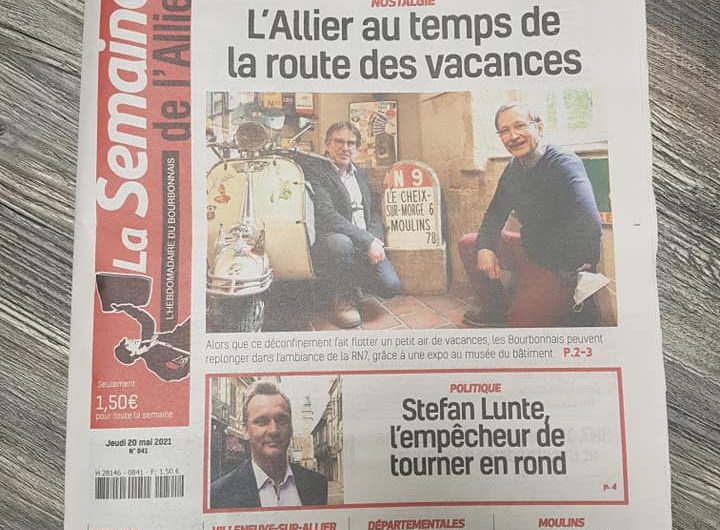 NOSTALGIE
L'Allier au temps de
la route des vacances
La Semaine
de l'Allier
L'HEBDOMADAIRE DU BOURBONNAIS
Seulement
1,50€
pour toute la semaine
Jeudi 20 mai 2021
N° 841
H 28146 - 0841 - F: 1,50 €
N 9
LE CHEIX-
SUR-MORGE 6
MOULINS
78
Alors que ce déconfinement fait flotter un petit air de vacances, les Bourbonnais peuvent
replonger dans l'ambiance de la RN7, grâce à une expo au musée du bâtiment. P.2-3
POLITIQUE
Stefan Lunte,
l'empêcheur de
tourner en rond
P. 4
VILLENEUVE-SUR-ALLIER
DÉPARTEMENTALES
MOULINS